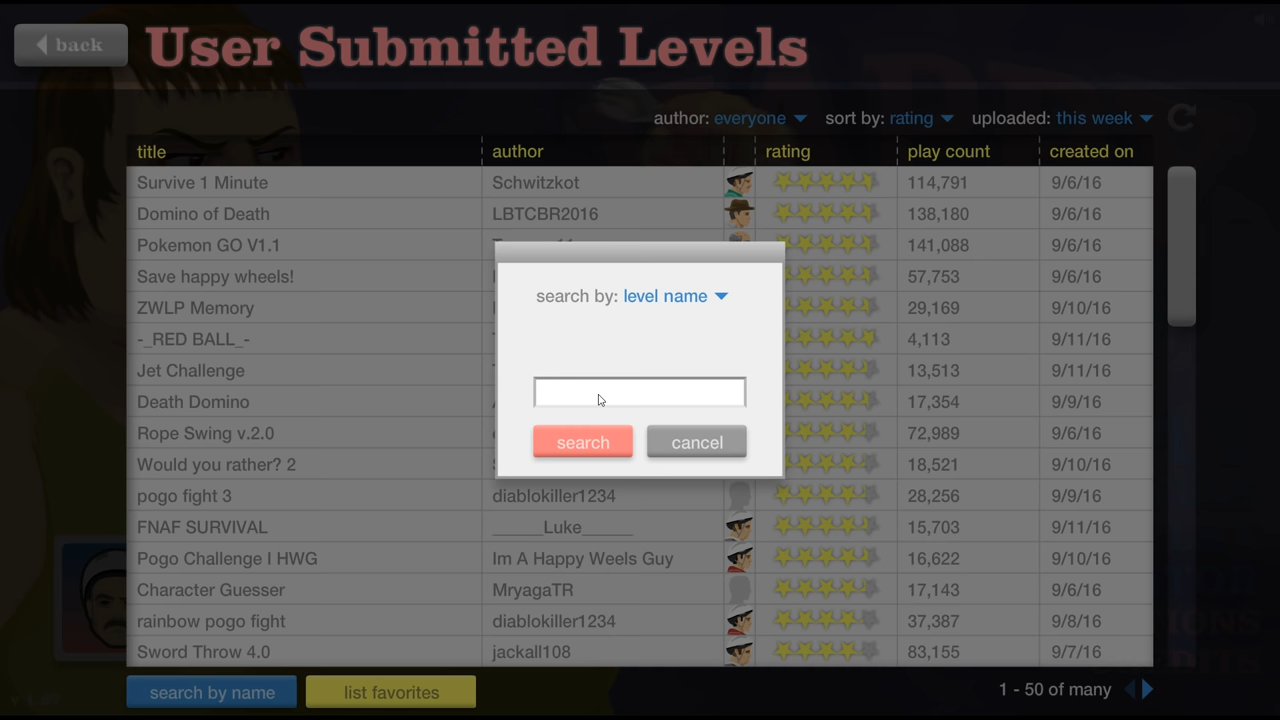 back
User Submitted Levels
author: everyone sort by: rating uploaded: this week
title author rating play count created on
Survive 1 Minute Schwitzkot 114,791 9/6/16
Domino of Death LBTCBR2016 138,180 9/6/16
Pokemon GO V1.1 141,088 9/6/16
Save happy wheels! 57,753 9/6/16
search by: level name
ZWLP Memory 29,169 9/10/16
-_RED BALL_- 4,113 9/11/16
Jet Challenge 13,513 9/11/16
Death Domino 17,354 9/9/16
Rope Swing v.2.0 72,989 9/6/16
search cancel
Would you rather? 2 18,521 9/10/16
pogo fight 3 diablokiller1234 28,256 9/9/16
FNAF SURVIVAL _____Luke_____ 15,703 9/11/16
Pogo Challenge I HWG Im A Happy Weels Guy 16,622 9/10/16
Character Guesser MryagaTR 17,143 9/6/16
rainbow pogo fight diablokiller1234 37,387 9/8/16
Sword Throw 4.0 jackall108 83,155 9/7/16
search by name list favorites 1 - 50 of many